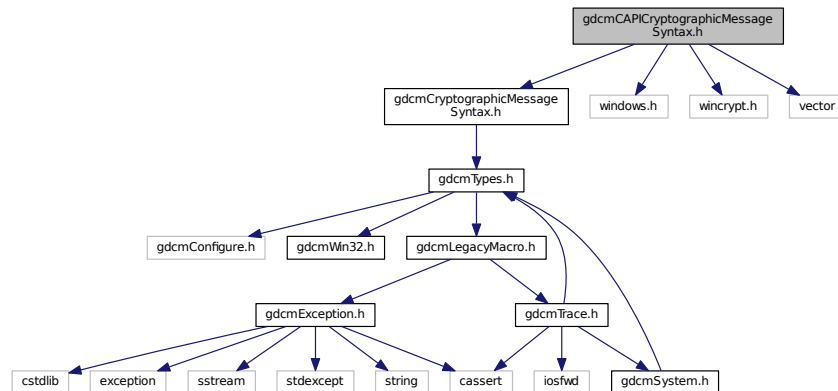 gdcmCAPICryptographicMessage
Syntax.h
gdcmCryptographicMessage
Syntax.h
windows.h
wincrypt.h
vector
gdcmTypes.h
gdcmConfigure.h
gdcmWin32.h
gdcmLegacyMacro.h
gdcmException.h
gdcmTrace.h
cstdlib
exception
sstream
stdexcept
string
cassert
iosfwd
gdcmSystem.h